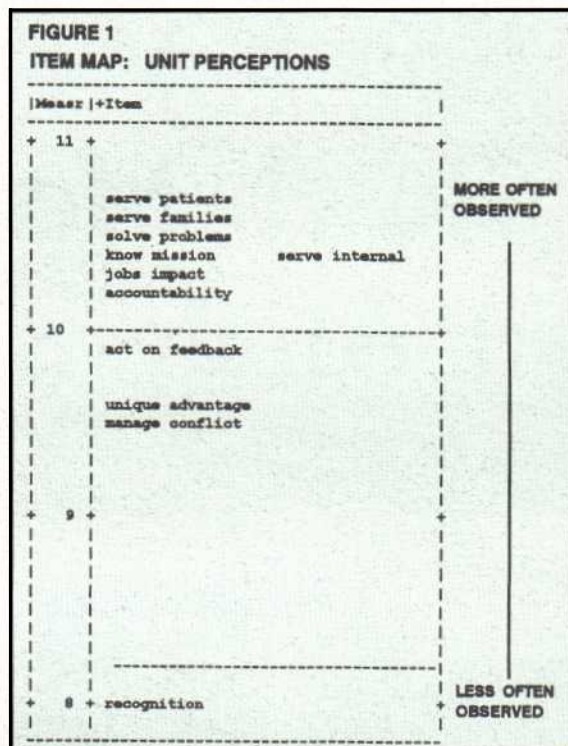 FIGURE 1
ITEM MAP: UNIT PERCEPTIONS
|Measr|+Item |
+ 11 + +
serve patients
MORE OFTEN
serve families
OBSERVED
solve problems
know mission serve internal
jobs impact
accountability
+ 10 +
act on feedback
unique advantage
manage conflict
+ 9 + +
LESS OFTEN
+ 8 + recognition +
OBSERVED